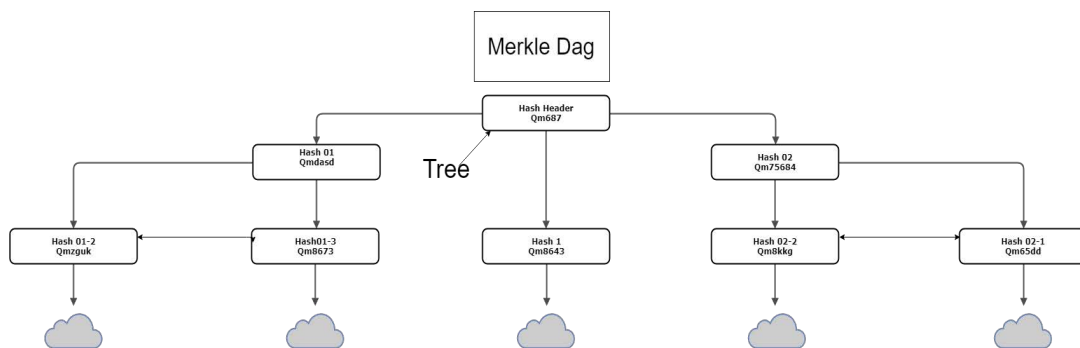 Merkle Dag
Hash Header
Qm687
Tree
Hash 01
Qmdasd
Hash 02
Qm75684
Hash 01-2
Qmzguk
Hash01-3
Qm8673
Hash 1
Qm8643
Hash 02-2
Qm8kkg
Hash 02-1
Qm65dd